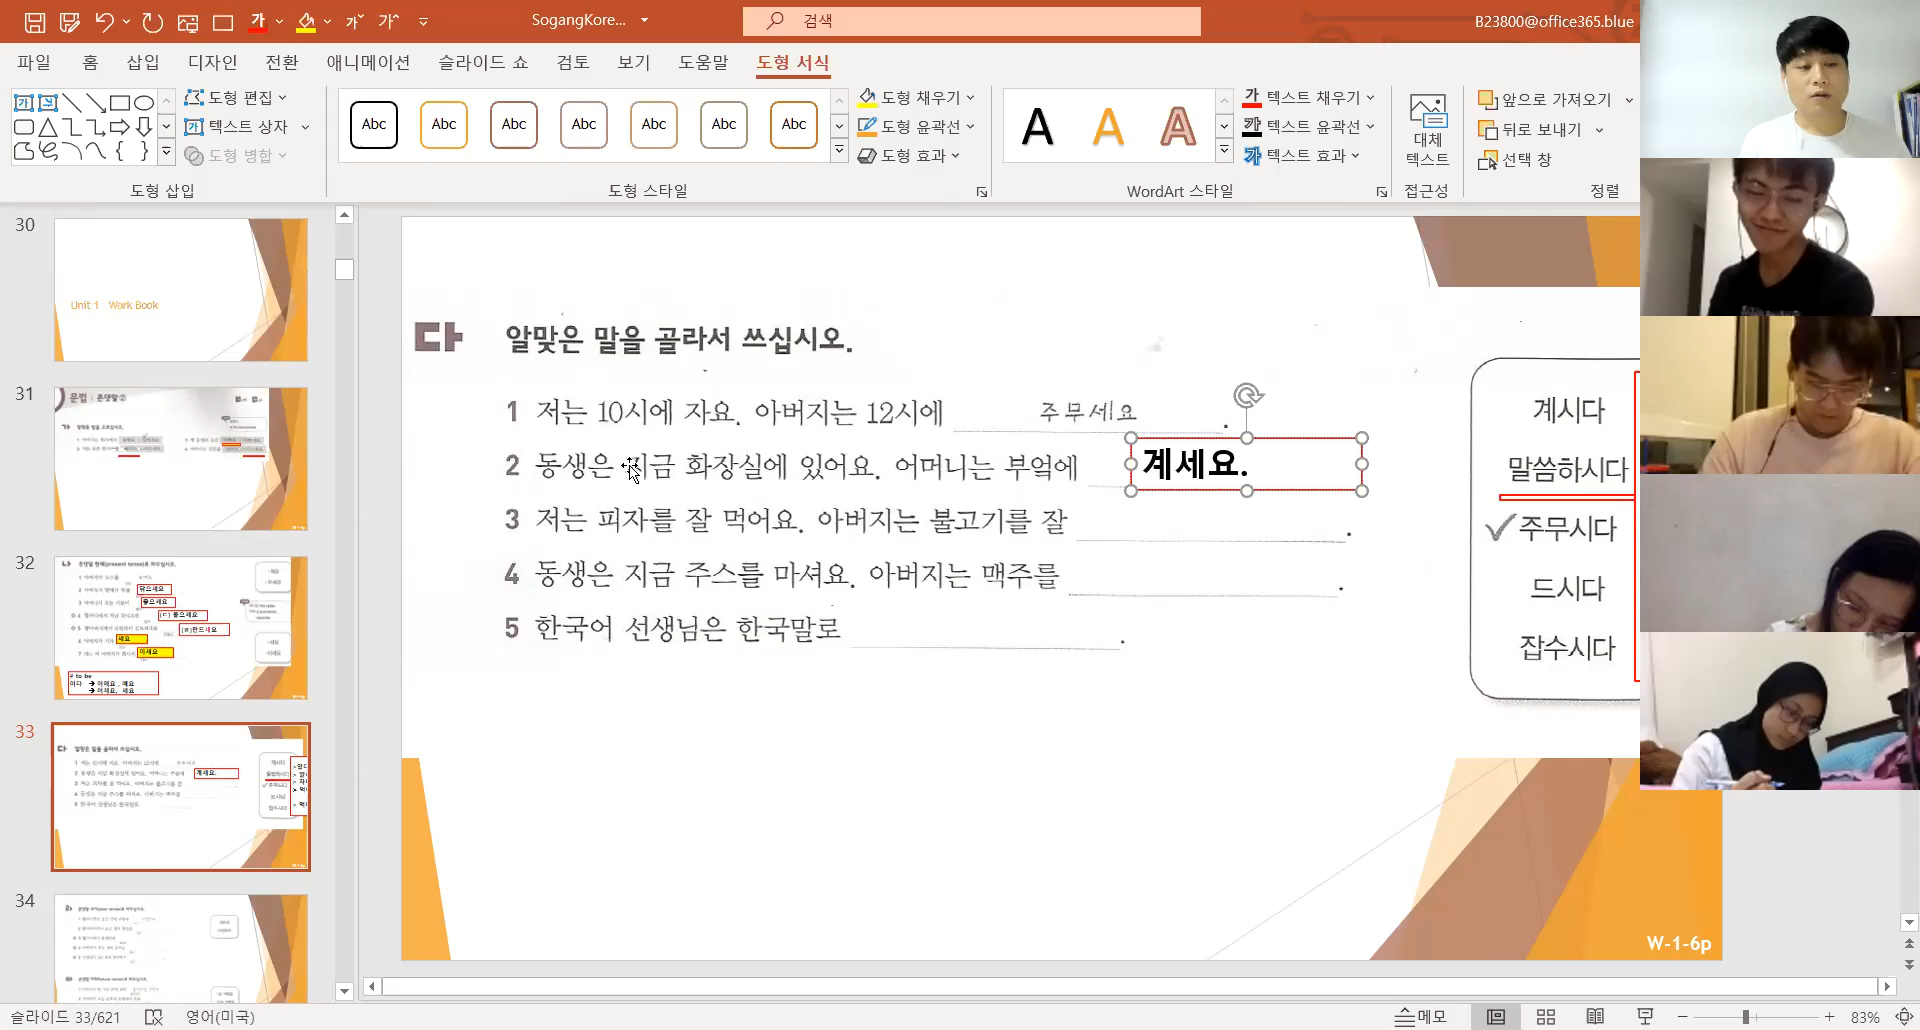 SogangKore...
검색
B23800@office365.blue
파일 홈 삽입 디자인 전환 애니메이션 슬라이드 쇼 검토 보기 도움말 도형 서식
도형 편집
텍스트 상자
도형 병합
도형 삽입
Abc Abc Abc Abc Abc Abc Abc
도형 채우기
도형 윤곽선
도형 효과
도형 스타일
A A A
텍스트 채우기
텍스트 윤곽선
텍스트 효과
WordArt 스타일
대체
텍스트
접근성
앞으로 가져오기
뒤로 보내기
선택 창
정렬
30
Unit 1 Work Book
31
32
33
34
다 알맞은 말을 골라서 쓰십시오.
1 저는 10시에 자요. 아버지는 12시에 주무세요.
2 동생은 지금 화장실에 있어요. 어머니는 부엌에 계세요.
3 저는 피자를 잘 먹어요. 아버지는 불고기를 잘 .
4 동생은 지금 주스를 마셔요. 아버지는 맥주를 .
5 한국어 선생님은 한국말로 .
계시다
말씀하시다
주무시다
드시다
잡수시다
W-1-6p
슬라이드 33/621 영어(미국) 메모 83%